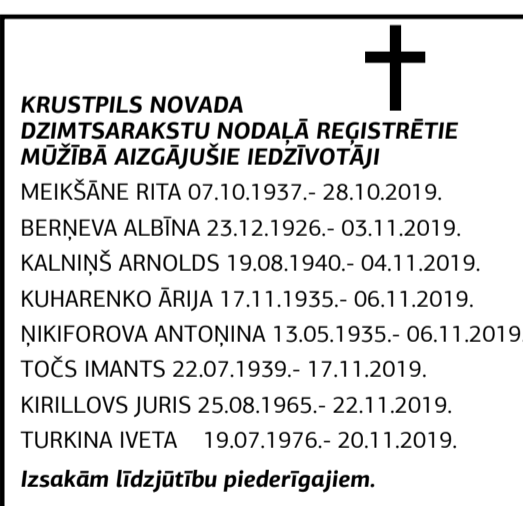 KRUSTPILS NOVADA
DZIMTSARAKSTU NODAĻĀ REĢISTRĒTIE
MŪŽĪBĀ AIZGĀJUŠIE IEDZĪVOTĀJI
MEIKŠĀNE RITA 07.10.1937.- 28.10.2019.
BERŅEVA ALBĪNA 23.12.1926.- 03.11.2019.
KALNIŅŠ ARNOLDS 19.08.1940.- 04.11.2019.
KUHARENKO ĀRIJA 17.11.1935.- 06.11.2019.
ŅIKIFOROVA ANTOŅINA 13.05.1935.- 06.11.2019.
TOČS IMANTS 22.07.1939.- 17.11.2019.
KIRILLOVS JURIS 25.08.1965.- 22.11.2019.
TURKINA IVETA 19.07.1976.- 20.11.2019.
Izsakām līdzjūtību piederīgajiem.